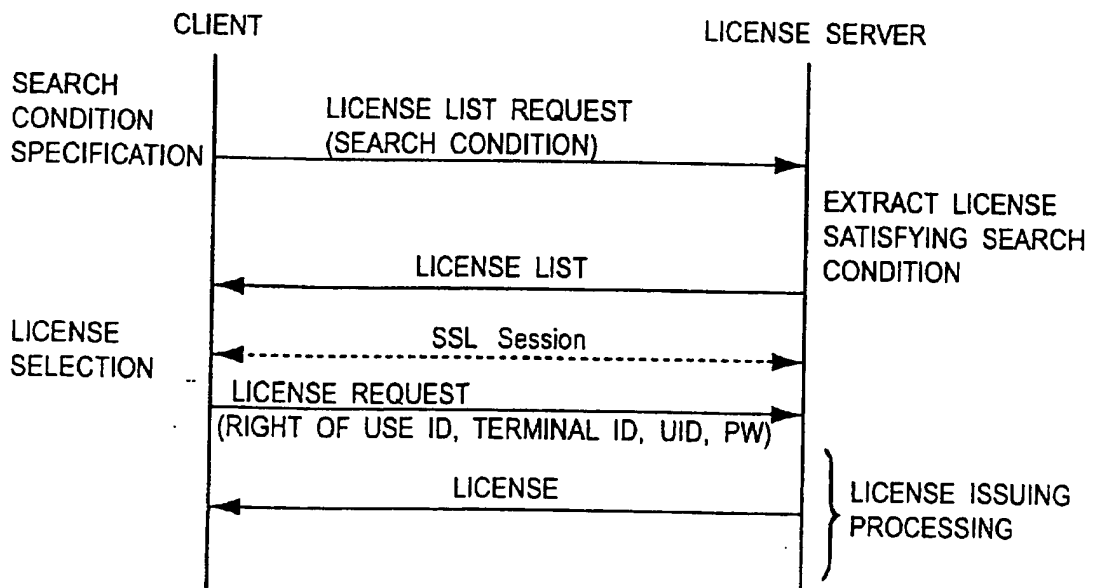 CLIENT
LICENSE SERVER
SEARCH
CONDITION
SPECIFICATION
LICENSE LIST REQUEST
(SEARCH CONDITION)
EXTRACT LICENSE
SATISFYING SEARCH
CONDITION
LICENSE LIST
LICENSE
SELECTION
SSL Session
LICENSE REQUEST
(RIGHT OF USE ID, TERMINAL ID, UID, PW)
LICENSE
LICENSE ISSUING
PROCESSING